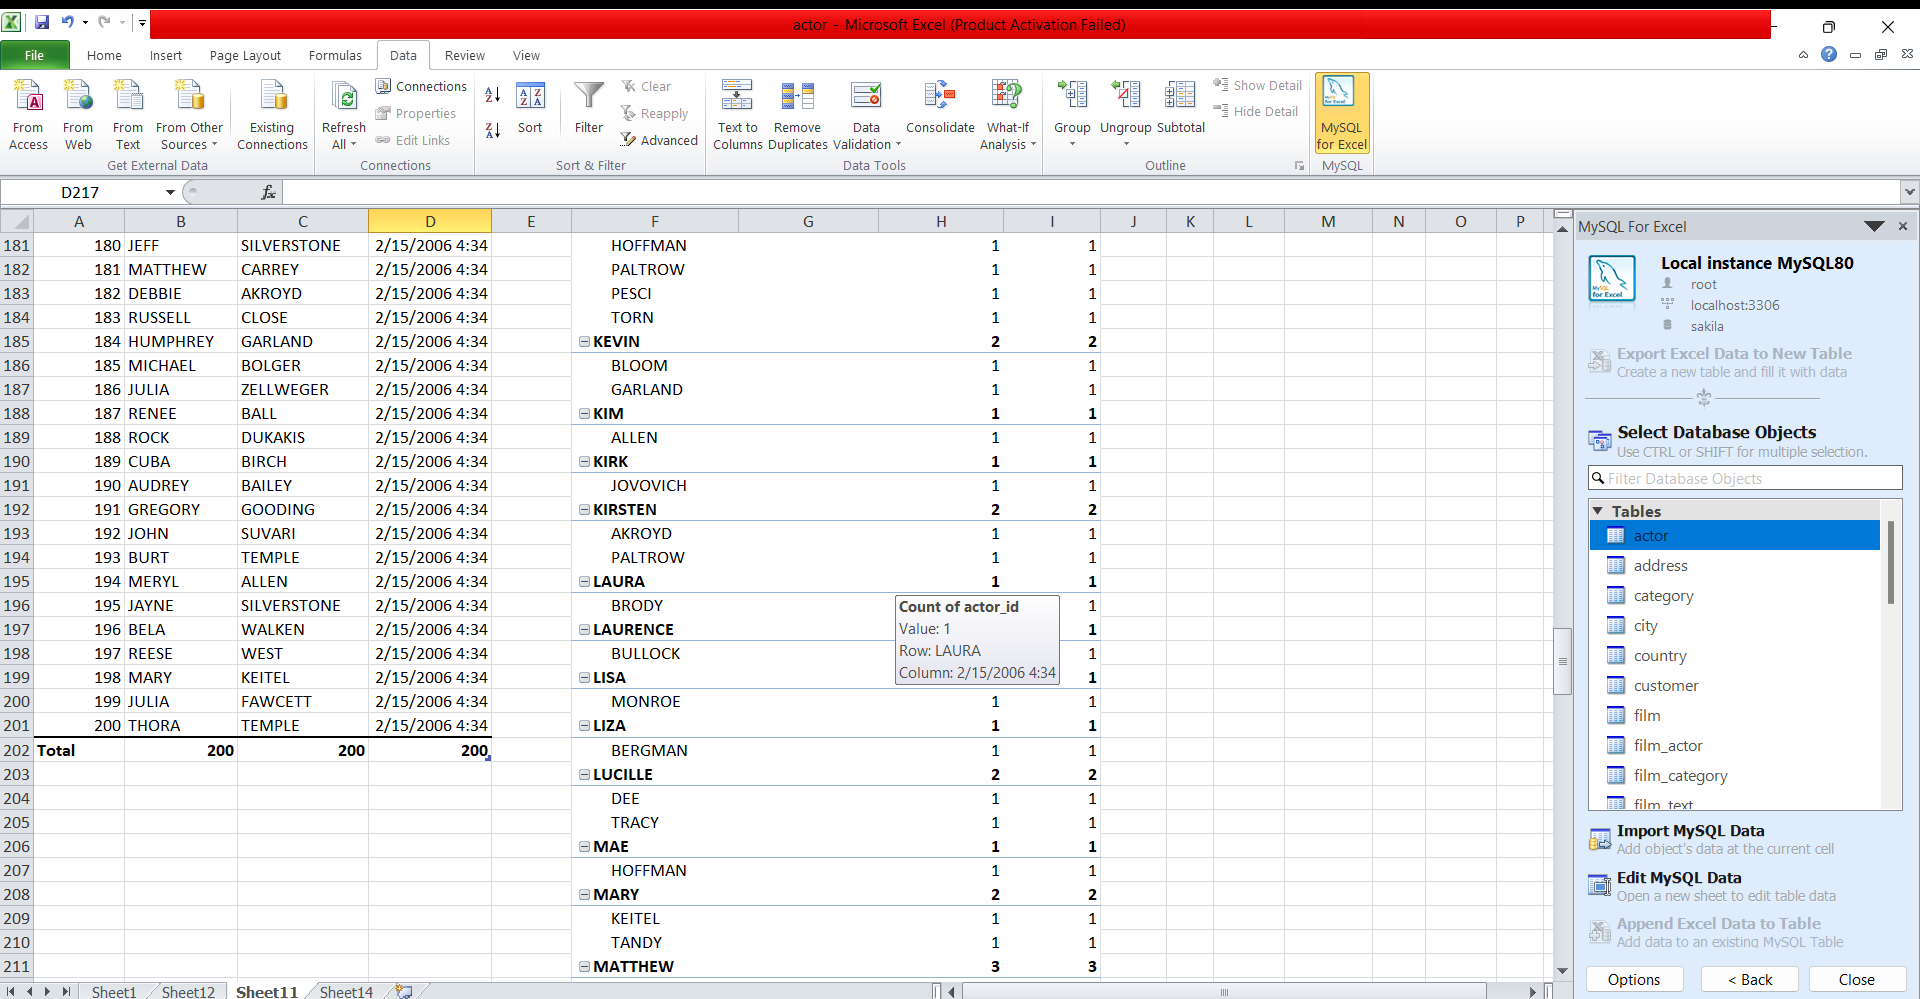 actor - Microsoft Excel (Product Activation Failed)
File Home Insert Page Layout Formulas Data Review View
From Access
From Web
From Text
From Other Sources
Existing Connections
Get External Data
Refresh All
Connections
Properties
Edit Links
Connections
Sort
Filter
Clear
Reapply
Advanced
Sort & Filter
Text to Columns
Remove Duplicates
Data Validation
Consolidate
What-If Analysis
Data Tools
Group
Ungroup
Subtotal
Show Detail
Hide Detail
Outline
MySQL for Excel
MySQL
D217 fx
A B C D E F G H I J K L M N O P
181 180 JEFF SILVERSTONE 2/15/2006 4:34 HOFFMAN 1 1
182 181 MATTHEW CARREY 2/15/2006 4:34 PALTROW 1 1
183 182 DEBBIE AKROYD 2/15/2006 4:34 PESCI 1 1
184 183 RUSSELL CLOSE 2/15/2006 4:34 TORN 1 1
185 184 HUMPHREY GARLAND 2/15/2006 4:34 KEVIN 2 2
186 185 MICHAEL BOLGER 2/15/2006 4:34 BLOOM 1 1
187 186 JULIA ZELLWEGER 2/15/2006 4:34 GARLAND 1 1
188 187 RENEE BALL 2/15/2006 4:34 KIM 1 1
189 188 ROCK DUKAKIS 2/15/2006 4:34 ALLEN 1 1
190 189 CUBA BIRCH 2/15/2006 4:34 KIRK 1 1
191 190 AUDREY BAILEY 2/15/2006 4:34 JOVOVICH 1 1
192 191 GREGORY GOODING 2/15/2006 4:34 KIRSTEN 2 2
193 192 JOHN SUVARI 2/15/2006 4:34 AKROYD 1 1
194 193 BURT TEMPLE 2/15/2006 4:34 PALTROW 1 1
195 194 MERYL ALLEN 2/15/2006 4:34 LAURA 1 1
196 195 JAYNE SILVERSTONE 2/15/2006 4:34 BRODY 1
197 196 BELA WALKEN 2/15/2006 4:34 LAURENCE 1
198 197 REESE WEST 2/15/2006 4:34 BULLOCK 1
199 198 MARY KEITEL 2/15/2006 4:34 LISA 1
200 199 JULIA FAWCETT 2/15/2006 4:34 MONROE 1 1
201 200 THORA TEMPLE 2/15/2006 4:34 LIZA 1 1
202 Total 200 200 200 BERGMAN 1 1
203 LUCILLE 2 2
204 DEE 1 1
205 TRACY 1 1
206 MAE 1 1
207 HOFFMAN 1 1
208 MARY 2 2
209 KEITEL 1 1
210 TANDY 1 1
211 MATTHEW 3 3
Count of actor_id
Value: 1
Row: LAURA
Column: 2/15/2006 4:34
Sheet1 Sheet12 Sheet11 Sheet14
MySQL For Excel
MySQL for Excel
Local instance MySQL80
root
localhost:3306
sakila
Export Excel Data to New Table
Create a new table and fill it with data
Select Database Objects
Use CTRL or SHIFT for multiple selection.
Filter Database Objects
Tables
actor
address
category
city
country
customer
film
film_actor
film_category
film_text
Import MySQL Data
Add object's data at the current cell
Edit MySQL Data
Open a new sheet to edit table data
Append Excel Data to Table
Add data to an existing MySQL Table
Options < Back Close